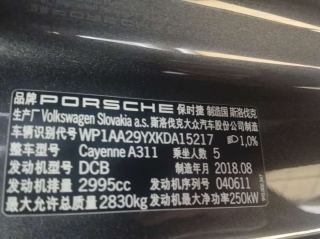 品牌 PORSCHE 保时捷 制造国 斯洛伐克
生产厂 Volkswagen Slovakia a.s. 斯洛伐克大众汽车股份公司制造
车辆识别代号 WP1AA29YXKDA15217 1,0%
整车型号 Cayenne A311 乘坐人数 5
发动机型号 DCB 制造年月 2018.08
发动机排量 2995cc 序列号 040611
最大允许总质量 2830kg 发动机最大净功率 250kW